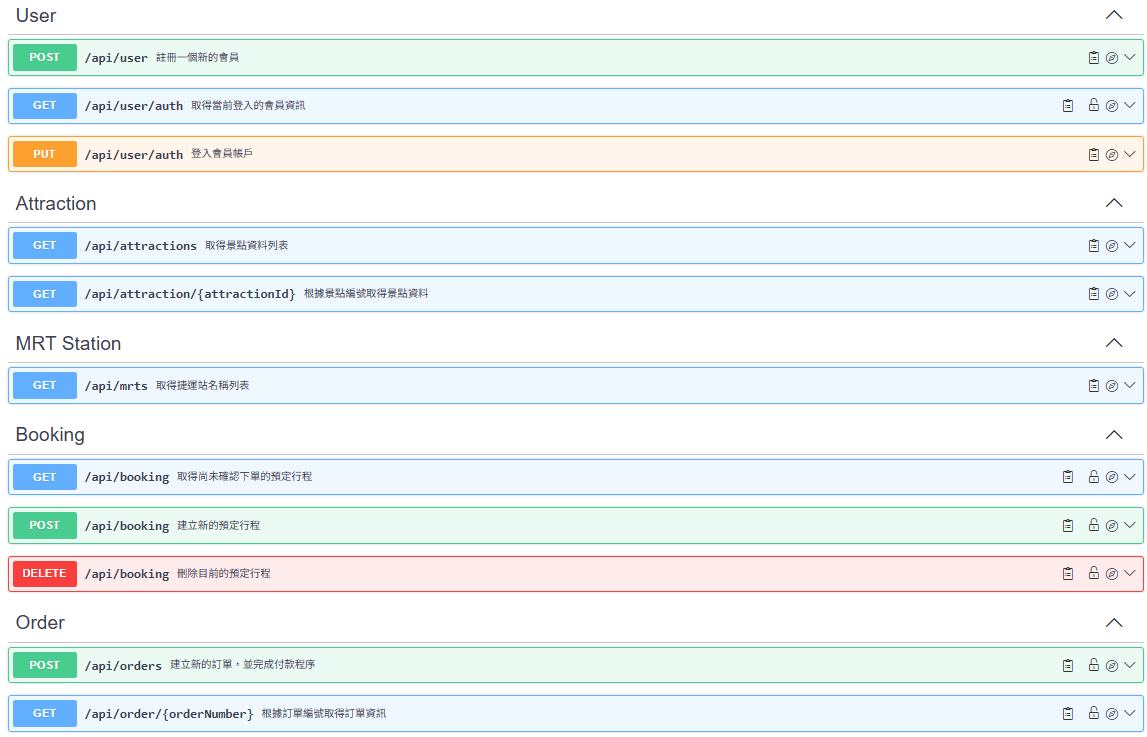 User
POST /api/user 註冊一個新的會員
GET /api/user/auth 取得當前登入的會員資訊
PUT /api/user/auth 登入會員帳戶
Attraction
GET /api/attractions 取得景點資料列表
GET /api/attraction/{attractionId} 根據景點編號取得景點資料
MRT Station
GET /api/mrts 取得捷運站名稱列表
Booking
GET /api/booking 取得尚未確認下單的預定行程
POST /api/booking 建立新的預定行程
DELETE /api/booking 刪除目前的預定行程
Order
POST /api/orders 建立新的訂單，並完成付款程序
GET /api/order/{orderNumber} 根據訂單編號取得訂單資訊